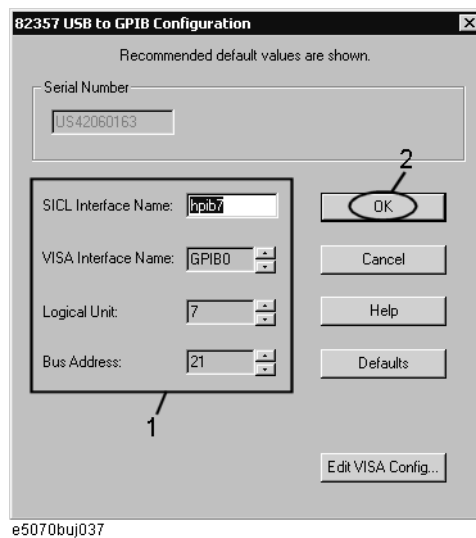 82357 USB to GPIB Configuration
Recommended default values are shown.
Serial Number
US42060163
2
SICL Interface Name: hpib7
OK
VISA Interface Name: GPIB0
Cancel
Logical Unit: 7
Help
Bus Address: 21
Defaults
1
Edit VISA Config...
e5070buj037